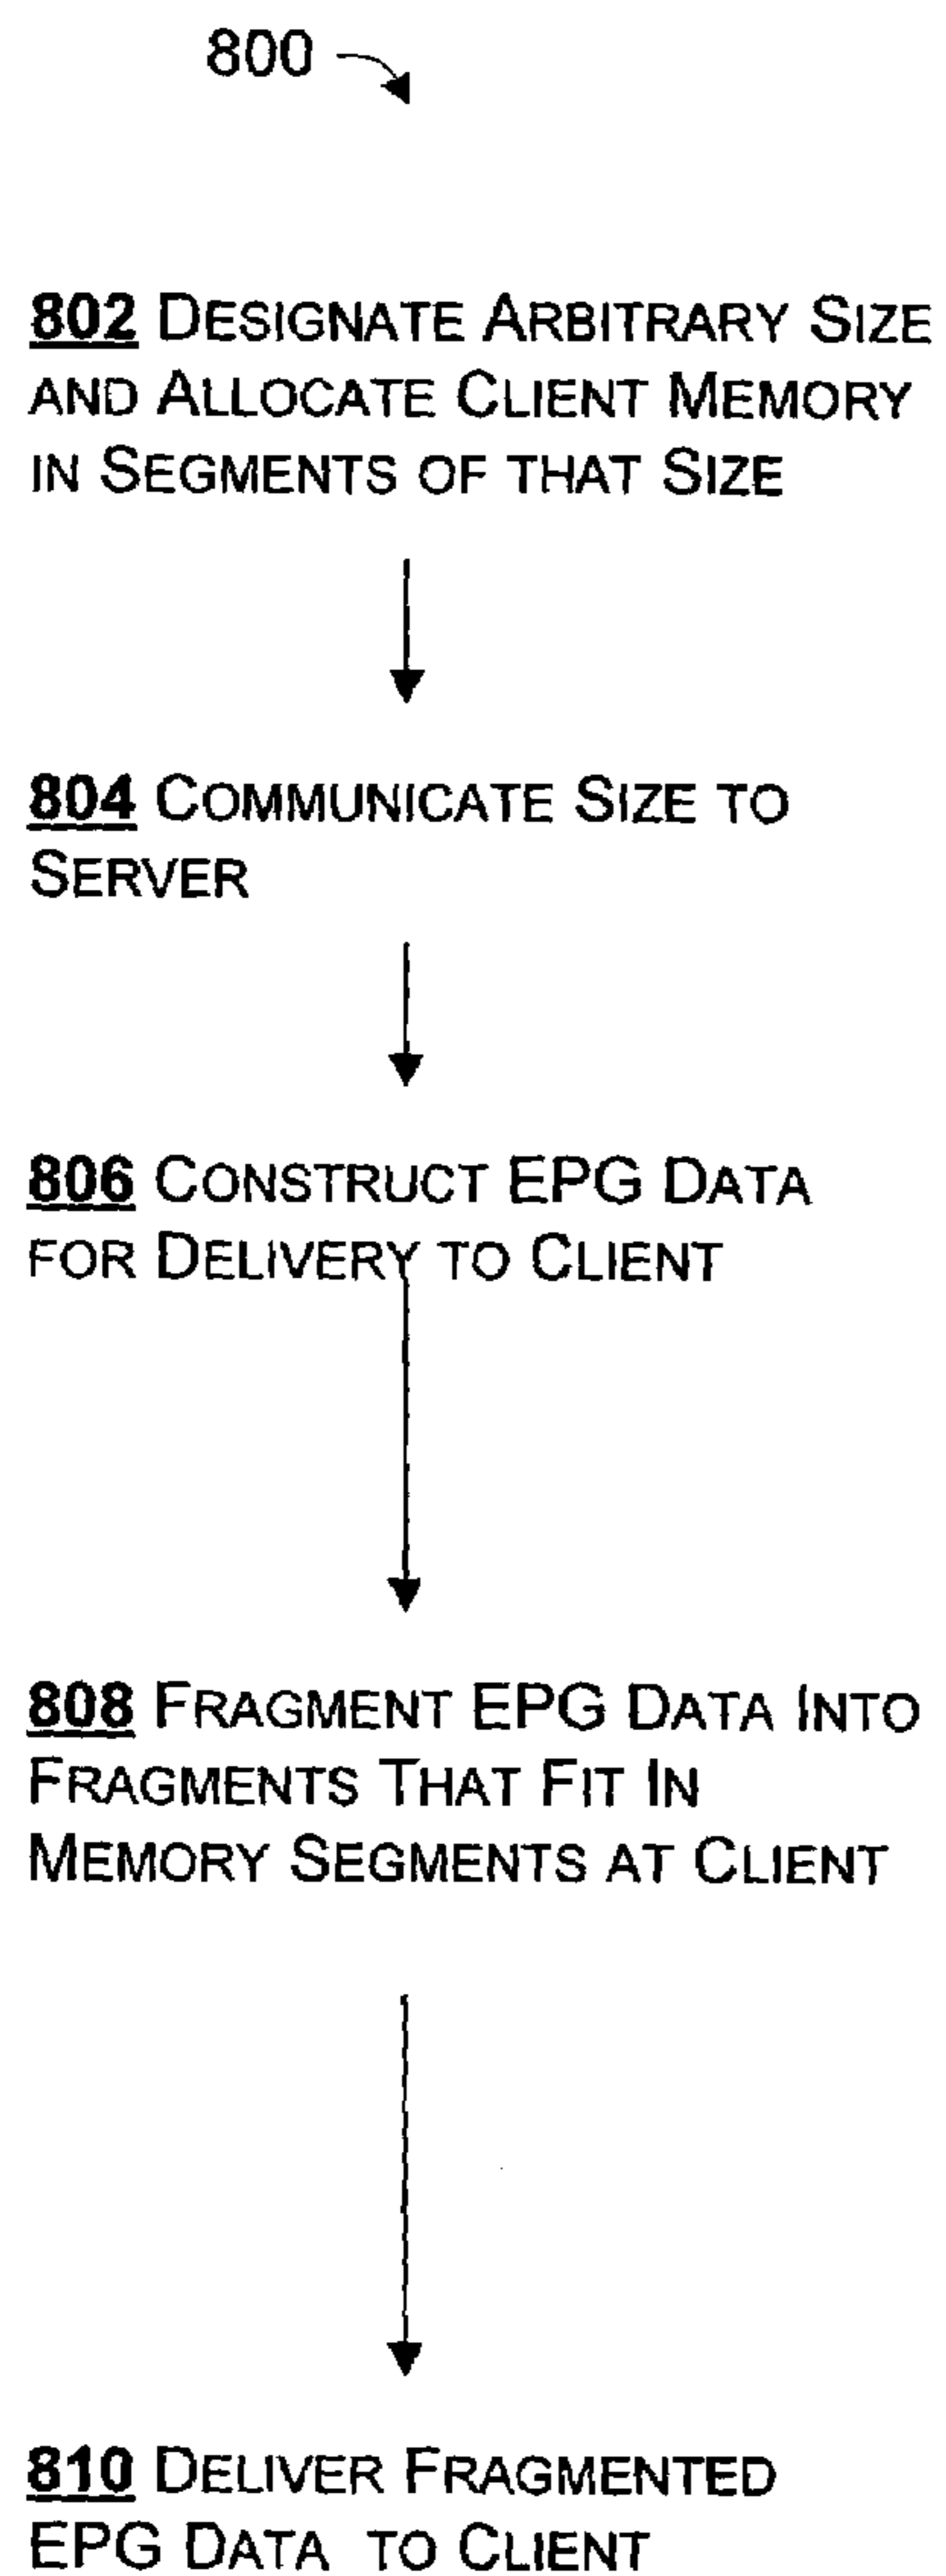 800
802 DESIGNATE ARBITRARY SIZE
AND ALLOCATE CLIENT MEMORY
IN SEGMENTS OF THAT SIZE
804 COMMUNICATE SIZE TO
SERVER
806 CONSTRUCT EPG DATA
FOR DELIVERY TO CLIENT
808 FRAGMENT EPG DATA INTO
FRAGMENTS THAT FIT IN
MEMORY SEGMENTS AT CLIENT
810 DELIVER FRAGMENTED
EPG DATA TO CLIENT